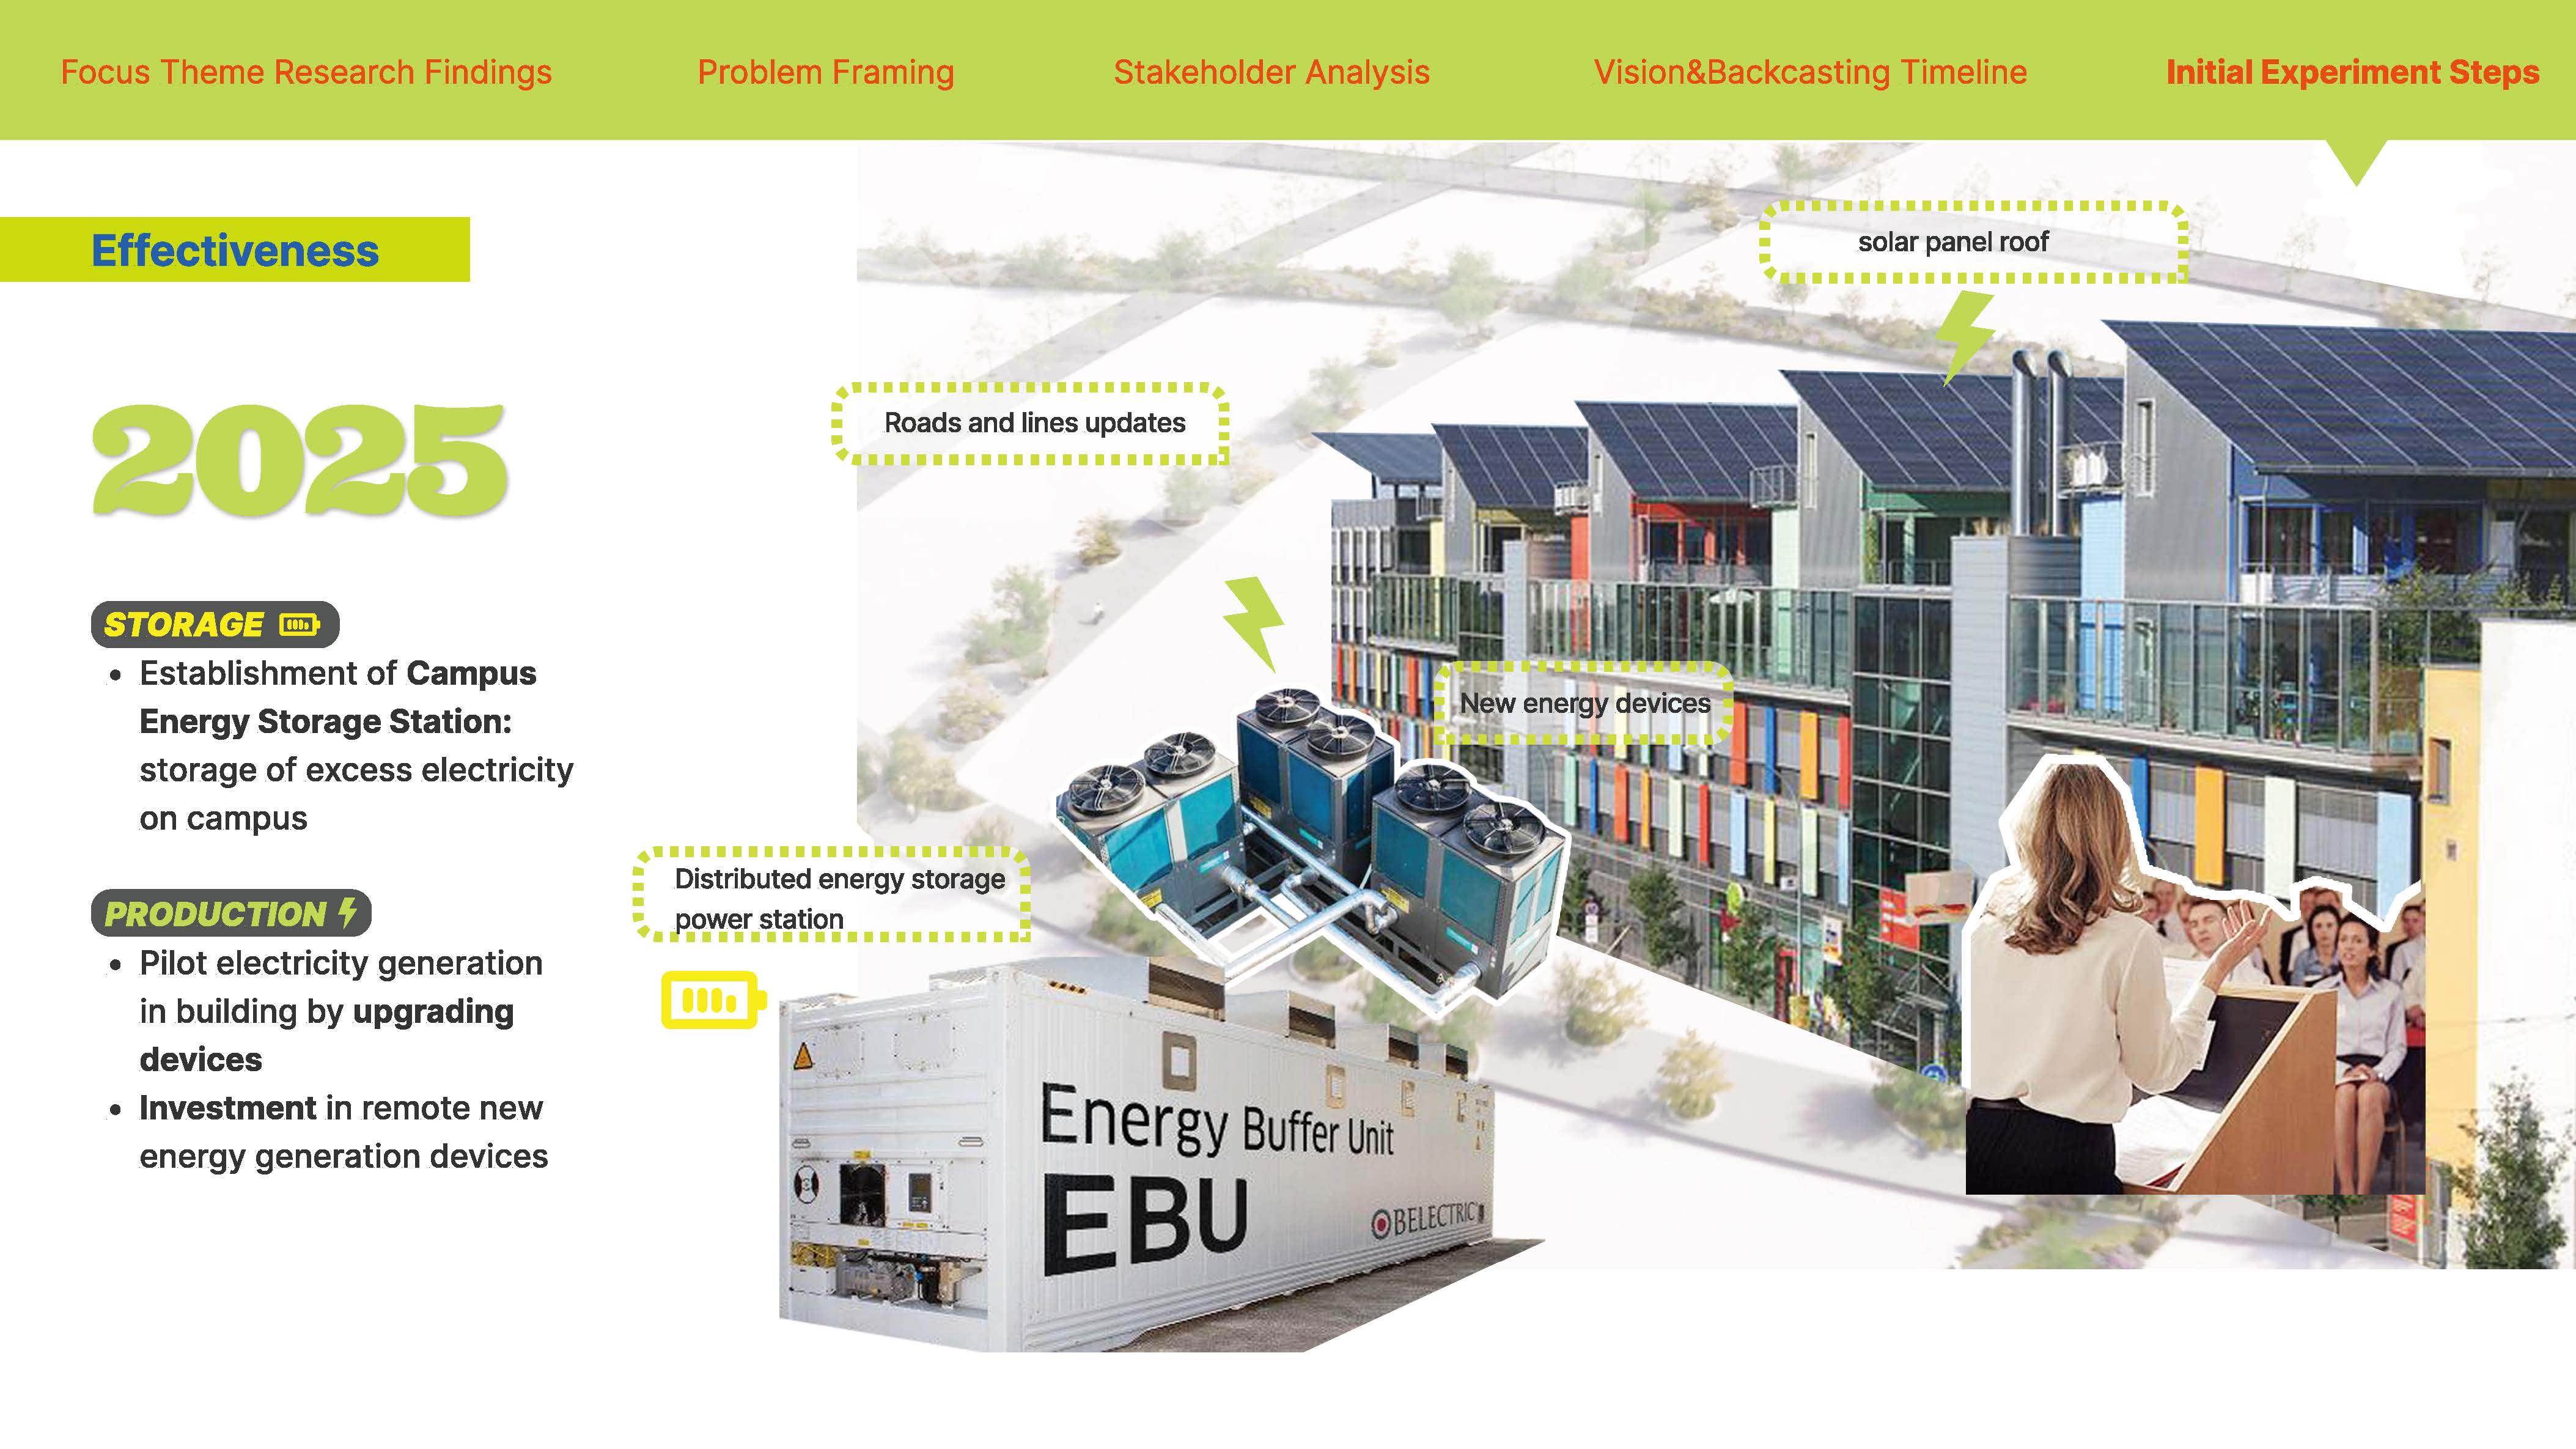 Focus Theme Research Findings
Problem Framing
Stakeholder Analysis
Vision&Backcasting Timeline
Initial Experiment Steps
Effectiveness
2025
STORAGE
• Establishment of Campus
Energy Storage Station:
storage of excess electricity
on campus
PRODUCTION
• Pilot electricity generation
in building by upgrading
devices
• Investment in remote new
energy generation devices
solar panel roof
Roads and lines updates
New energy devices
Distributed energy storage
power station
Energy Buffer Unit
EBU
BELECTRIC